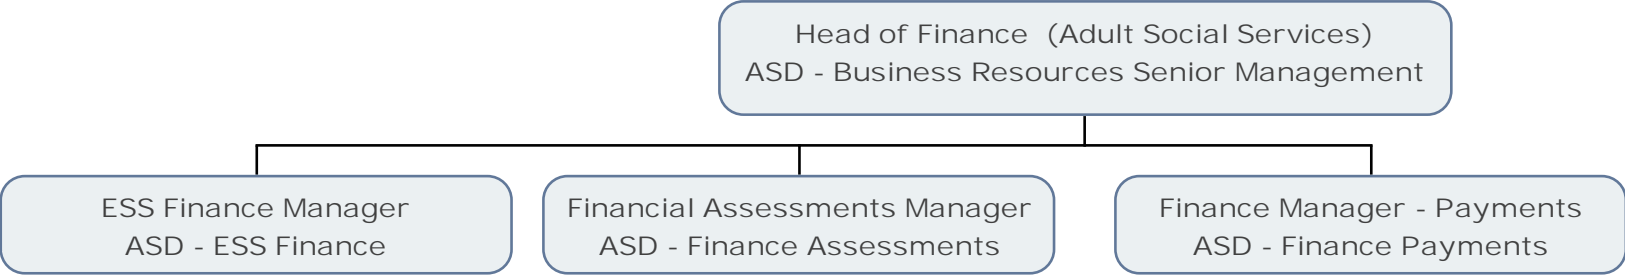 Head of Finance  (Adult Social Services)
ASD - Business Resources Senior Management
ESS Finance Manager
ASD - ESS Finance
Financial Assessments Manager
ASD - Finance Assessments
Finance Manager - Payments
ASD - Finance Payments